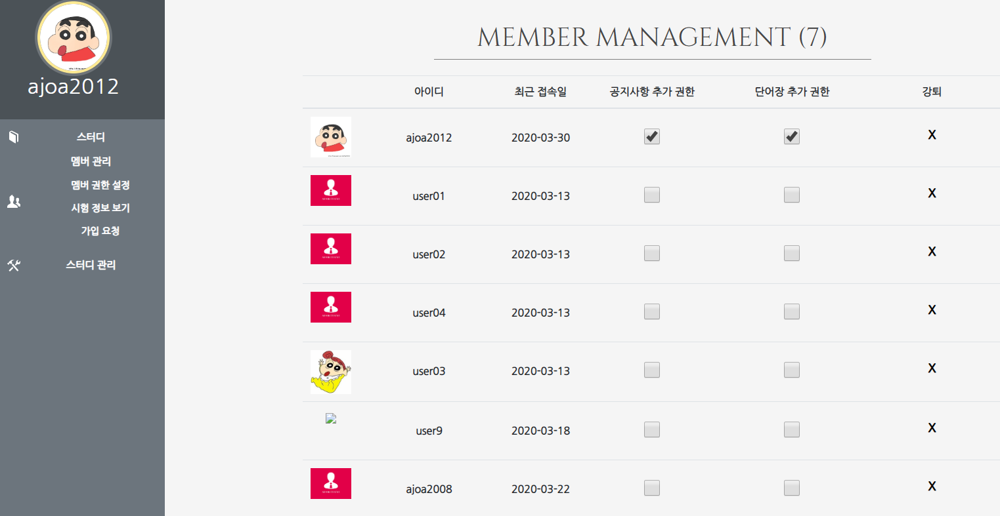 ajoa2012
스터디
멤버 관리
멤버 권한 설정
시험 정보 보기
가입 요청
스터디 관리
MEMBER MANAGEMENT (7)
아이디 최근 접속일 공지사항 추가 권한 단어장 추가 권한 강퇴
ajoa2012 2020-03-30 X
user01 2020-03-13 X
user02 2020-03-13 X
user04 2020-03-13 X
user03 2020-03-13 X
user9 2020-03-18 X
ajoa2008 2020-03-22 X